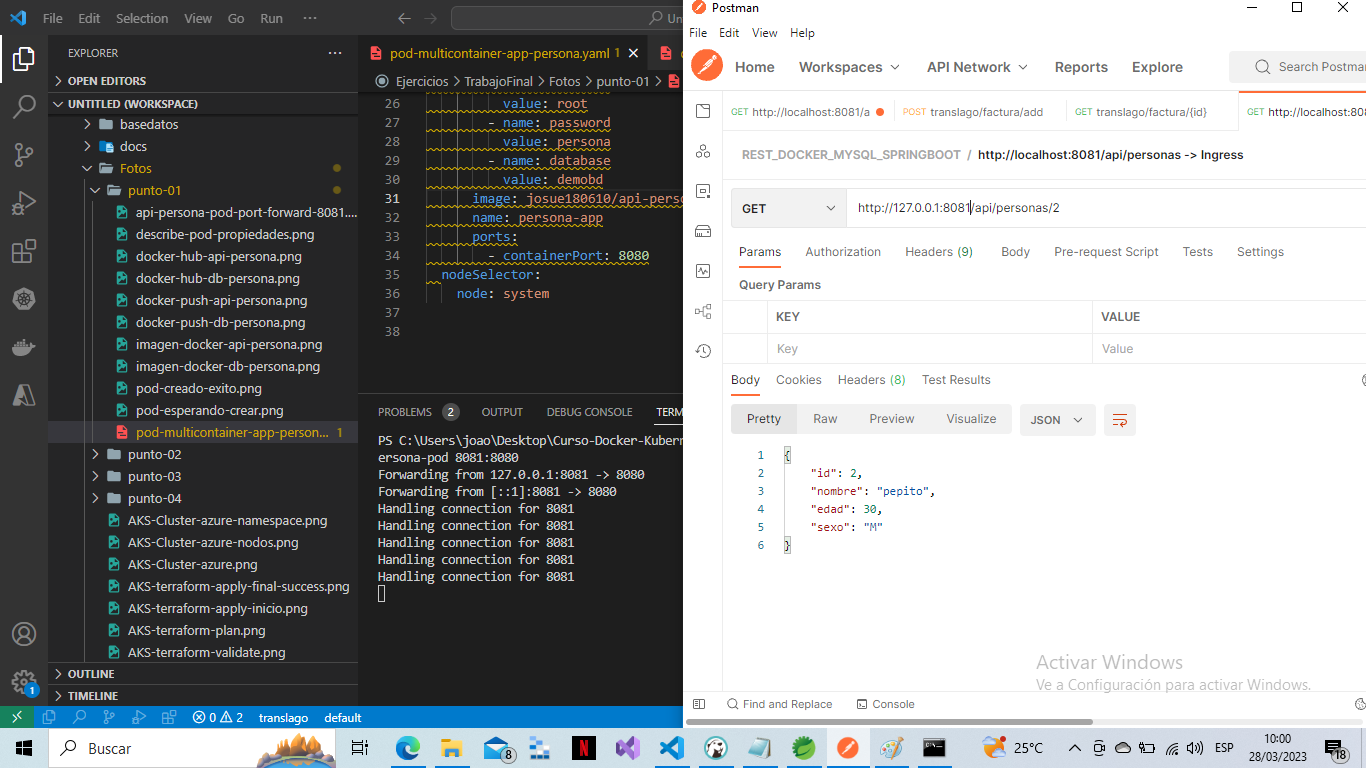 File Edit Selection View Go Run ···
Un
EXPLORER
OPEN EDITORS
UNTITLED (WORKSPACE)
basedatos
docs
Fotos
punto-01
api-persona-pod-port-forward-8081....
describe-pod-propiedades.png
docker-hub-api-persona.png
docker-hub-db-persona.png
docker-push-api-persona.png
docker-push-db-persona.png
imagen-docker-api-persona.png
imagen-docker-db-persona.png
pod-creado-exito.png
pod-esperando-crear.png
pod-multicontainer-app-person... 1
punto-02
punto-03
punto-04
AKS-Cluster-azure-namespace.png
AKS-Cluster-azure-nodos.png
AKS-Cluster-azure.png
AKS-terraform-apply-final-success.png
AKS-terraform-apply-inicio.png
AKS-terraform-plan.png
AKS-terraform-validate.png
OUTLINE
TIMELINE
1
0 2 translago default
pod-multicontainer-app-persona.yaml 1
Ejercicios > TrabajoFinal > Fotos > punto-01 >
26 value: root
27 - name: password
28 value: persona
29 - name: database
30 value: demobd
31 image: josue180610/api-perso
32 name: persona-app
33 ports:
34 - containerPort: 8080
35 nodeSelector:
36 node: system
37
38
PROBLEMS 2 OUTPUT DEBUG CONSOLE TERM
PS C:\Users\joao\Desktop\Curso-Docker-Kuber
ersona-pod 8081:8080
Forwarding from 127.0.0.1:8081 -> 8080
Forwarding from [::1]:8081 -> 8080
Handling connection for 8081
Handling connection for 8081
Handling connection for 8081
Handling connection for 8081
Handling connection for 8081
Postman
File Edit View Help
Home Workspaces API Network Reports Explore Search Postman
GET http://localhost:8081/a POST translago/factura/add GET translago/factura/{id} GET http://localhost:808
REST_DOCKER_MYSQL_SPRINGBOOT / http://localhost:8081/api/personas -> Ingress
GET http://127.0.0.1:8081/api/personas/2
Params Authorization Headers (9) Body Pre-request Script Tests Settings
Query Params
KEY VALUE
Key Value
Body Cookies Headers (8) Test Results
Pretty Raw Preview Visualize JSON
1 {
2 "id": 2,
3 "nombre": "pepito",
4 "edad": 30,
5 "sexo": "M"
6 }
Activar Windows
Ve a Configuración para activar Windows.
Find and Replace Console
Buscar
8
N
25°C
ESP
10:00
28/03/2023
18